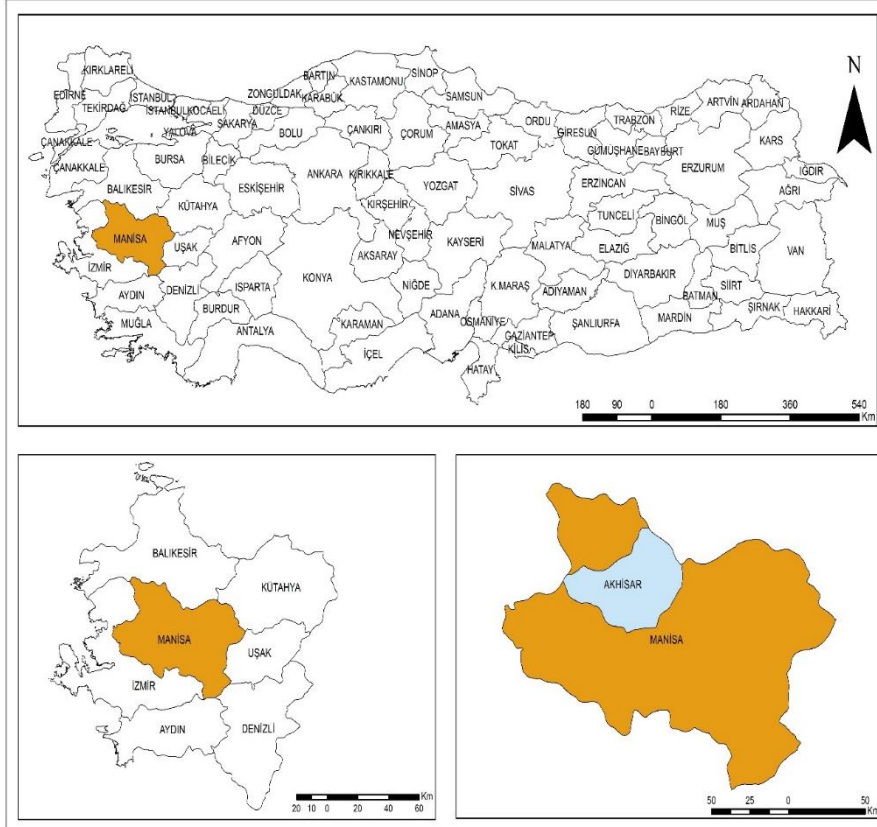 N
KIRKLARELİ
EDİRNE
TEKİRDAĞ
İSTANBUL
İSTANBUL
KOCAELİ
YALOVA
SAKARYA
DÜZCE
ZONGULDAK
BARTIN
KARABÜK
KASTAMONU
SİNOP
SAMSUN
ÇANAKKALE
ÇANAKKALE
BURSA
BİLECİK
BOLU
ÇANKIRI
ÇORUM
AMASYA
TOKAT
ORDU
GİRESUN
TRABZON
RİZE
ARTVİN
ARDAHAN
GÜMÜŞHANE
BAYBURT
KARS
IĞDIR
BALIKESİR
KÜTAHYA
ESKİŞEHİR
ANKARA
KIRIKKALE
KIRŞEHİR
YOZGAT
SİVAS
ERZİNCAN
ERZURUM
AĞRI
MANİSA
UŞAK
AFYON
NEVŞEHİR
AKSARAY
KAYSERİ
MALATYA
TUNCELİ
ELAZIĞ
BİNGÖL
MUŞ
BİTLİS
VAN
İZMİR
AYDIN
DENİZLİ
ISPARTA
BURDUR
KONYA
NİĞDE
K.MARAŞ
ADIYAMAN
DİYARBAKIR
BATMAN
SİİRT
ŞIRNAK
HAKKARİ
MUĞLA
ANTALYA
KARAMAN
İÇEL
ADANA
OSMANİYE
GAZİANTEP
KİLİS
HATAY
ŞANLIURFA
MARDİN
180 90 0 180 360 540
Km
BALIKESİR
KÜTAHYA
MANİSA
UŞAK
İZMİR
AYDIN
DENİZLİ
Km
20 10 0 20 40 60
AKHİSAR
MANİSA
Km
50 25 0 50